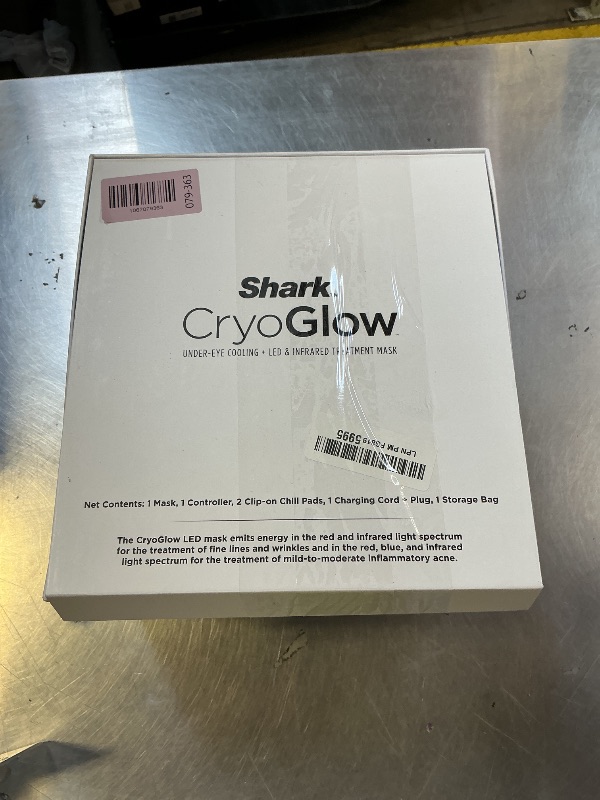 079-363
Shark
CryoGlow
UNDER-EYE COOLING + LED & INFRARED TREATMENT MASK
LPN PM 5995
Net Contents: 1 Mask, 1 Controller, 2 Clip-on Chill Pads, 1 Charging Cord + Plug, 1 Storage Bag
The CryoGlow LED mask emits energy in the red and infrared light spectrum
for the treatment of fine lines and wrinkles and in the red, blue, and infrared
light spectrum for the treatment of mild-to-moderate inflammatory acne.